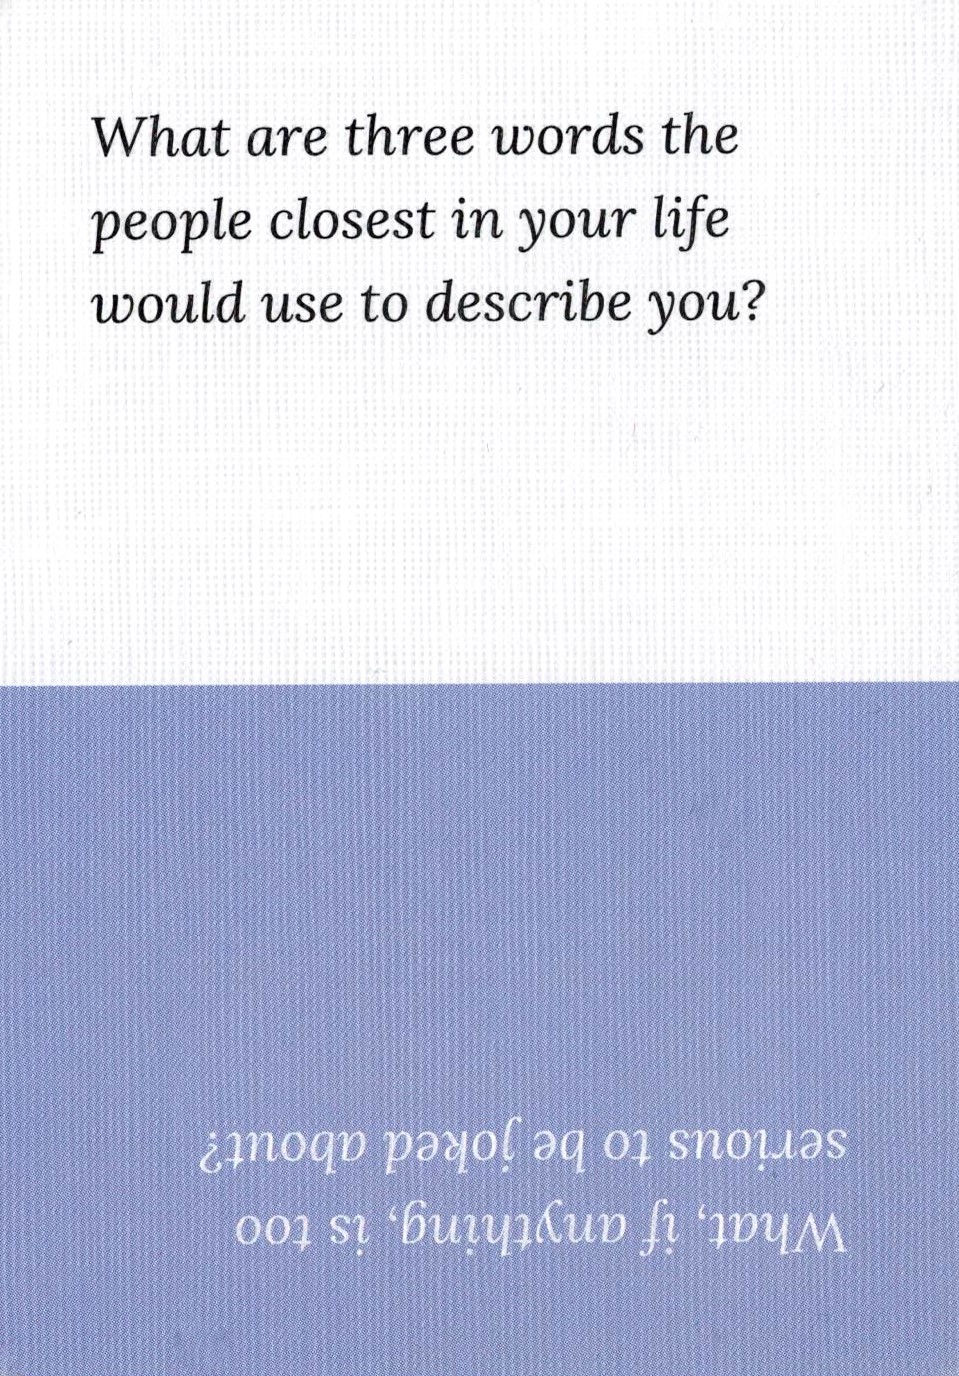 What are three words the
people closest in your life
would use to describe you?
What, if anything, is too
serious to be joked about?